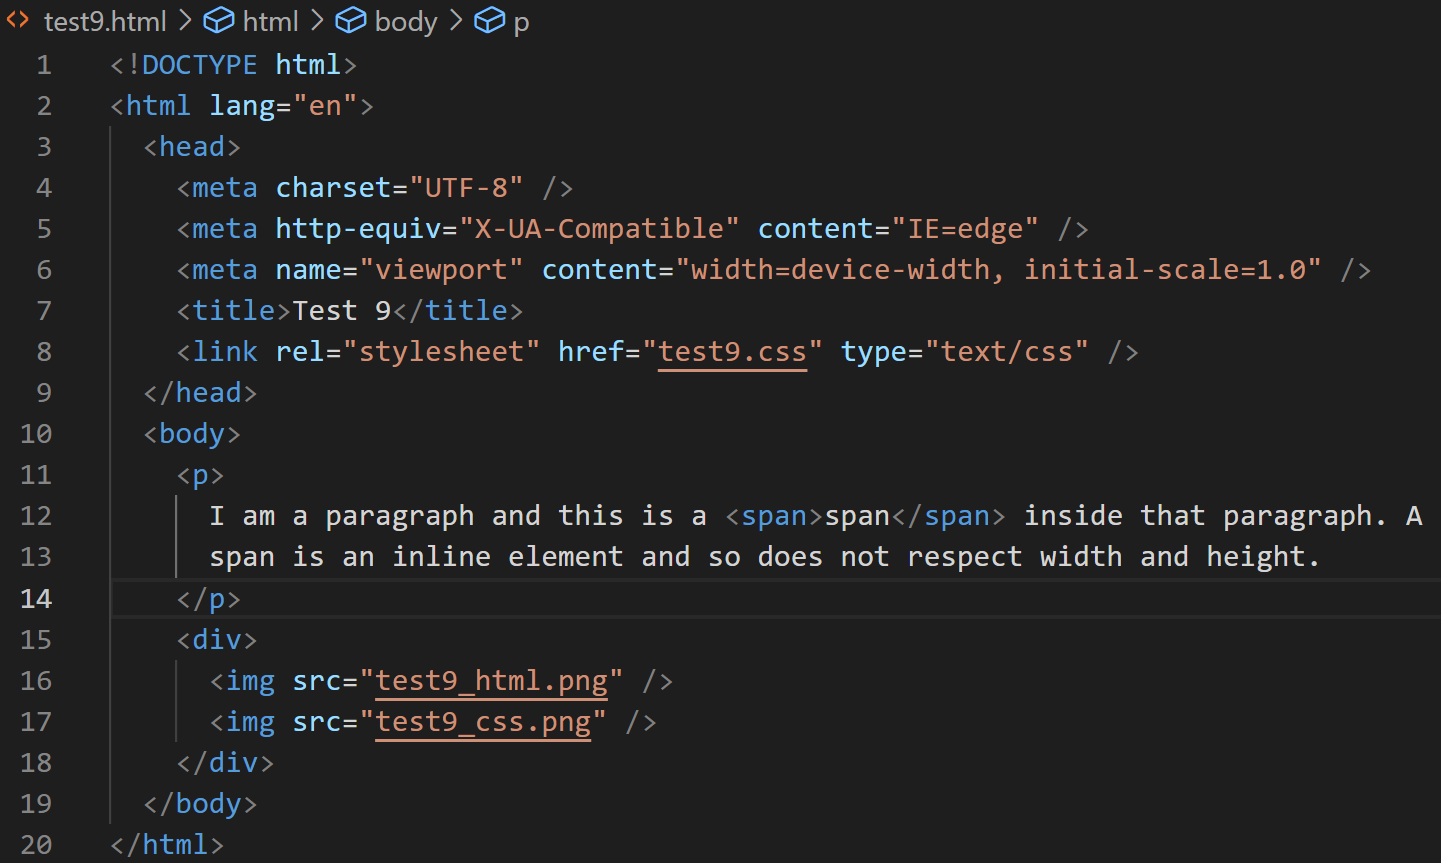 test9.html > html > body > p
1 <!DOCTYPE html>
2 <html lang="en">
3 <head>
4 <meta charset="UTF-8" />
5 <meta http-equiv="X-UA-Compatible" content="IE=edge" />
6 <meta name="viewport" content="width=device-width, initial-scale=1.0" />
7 <title>Test 9</title>
8 <link rel="stylesheet" href="test9.css" type="text/css" />
9 </head>
10 <body>
11 <p>
12 I am a paragraph and this is a <span>span</span> inside that paragraph. A
13 span is an inline element and so does not respect width and height.
14 </p>
15 <div>
16 <img src="test9_html.png" />
17 <img src="test9_css.png" />
18 </div>
19 </body>
20 </html>